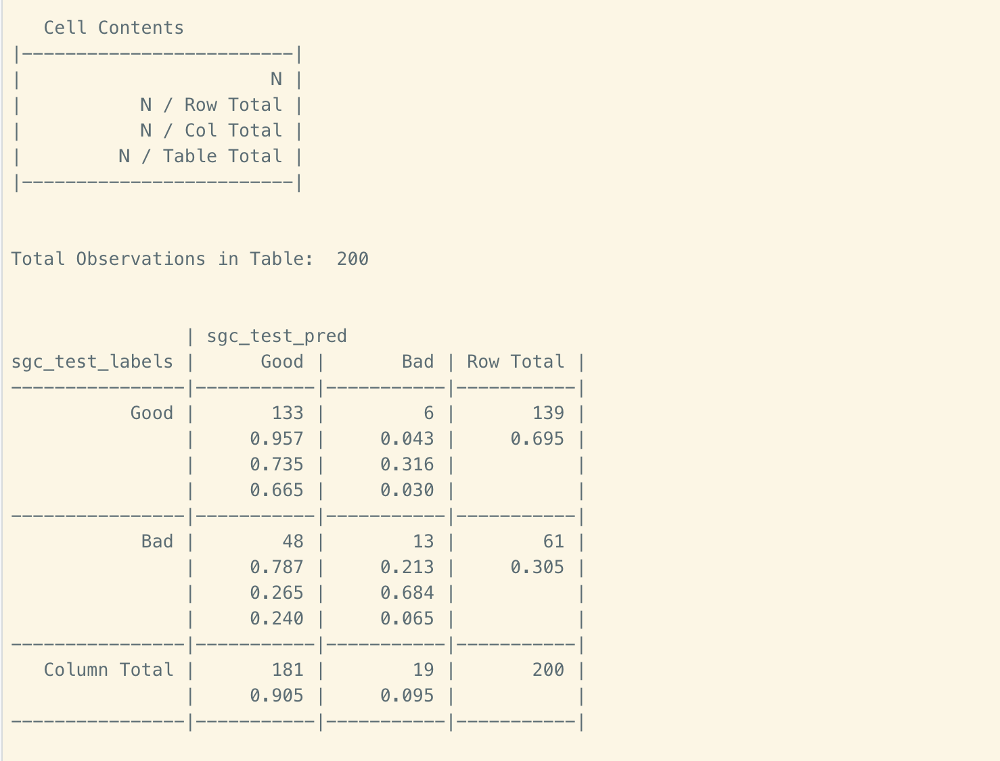 Cell Contents
|-------------------------|
|                       N |
|           N / Row Total |
|           N / Col Total |
|         N / Table Total |
|-------------------------|
Total Observations in Table:  200
                | sgc_test_pred
sgc_test_labels |      Good |       Bad | Row Total |
----------------|-----------|-----------|-----------|
           Good |       133 |         6 |       139 |
                |     0.957 |     0.043 |     0.695 |
                |     0.735 |     0.316 |           |
                |     0.665 |     0.030 |           |
----------------|-----------|-----------|-----------|
            Bad |        48 |        13 |        61 |
                |     0.787 |     0.213 |     0.305 |
                |     0.265 |     0.684 |           |
                |     0.240 |     0.065 |           |
----------------|-----------|-----------|-----------|
   Column Total |       181 |        19 |       200 |
                |     0.905 |     0.095 |           |
----------------|-----------|-----------|-----------|